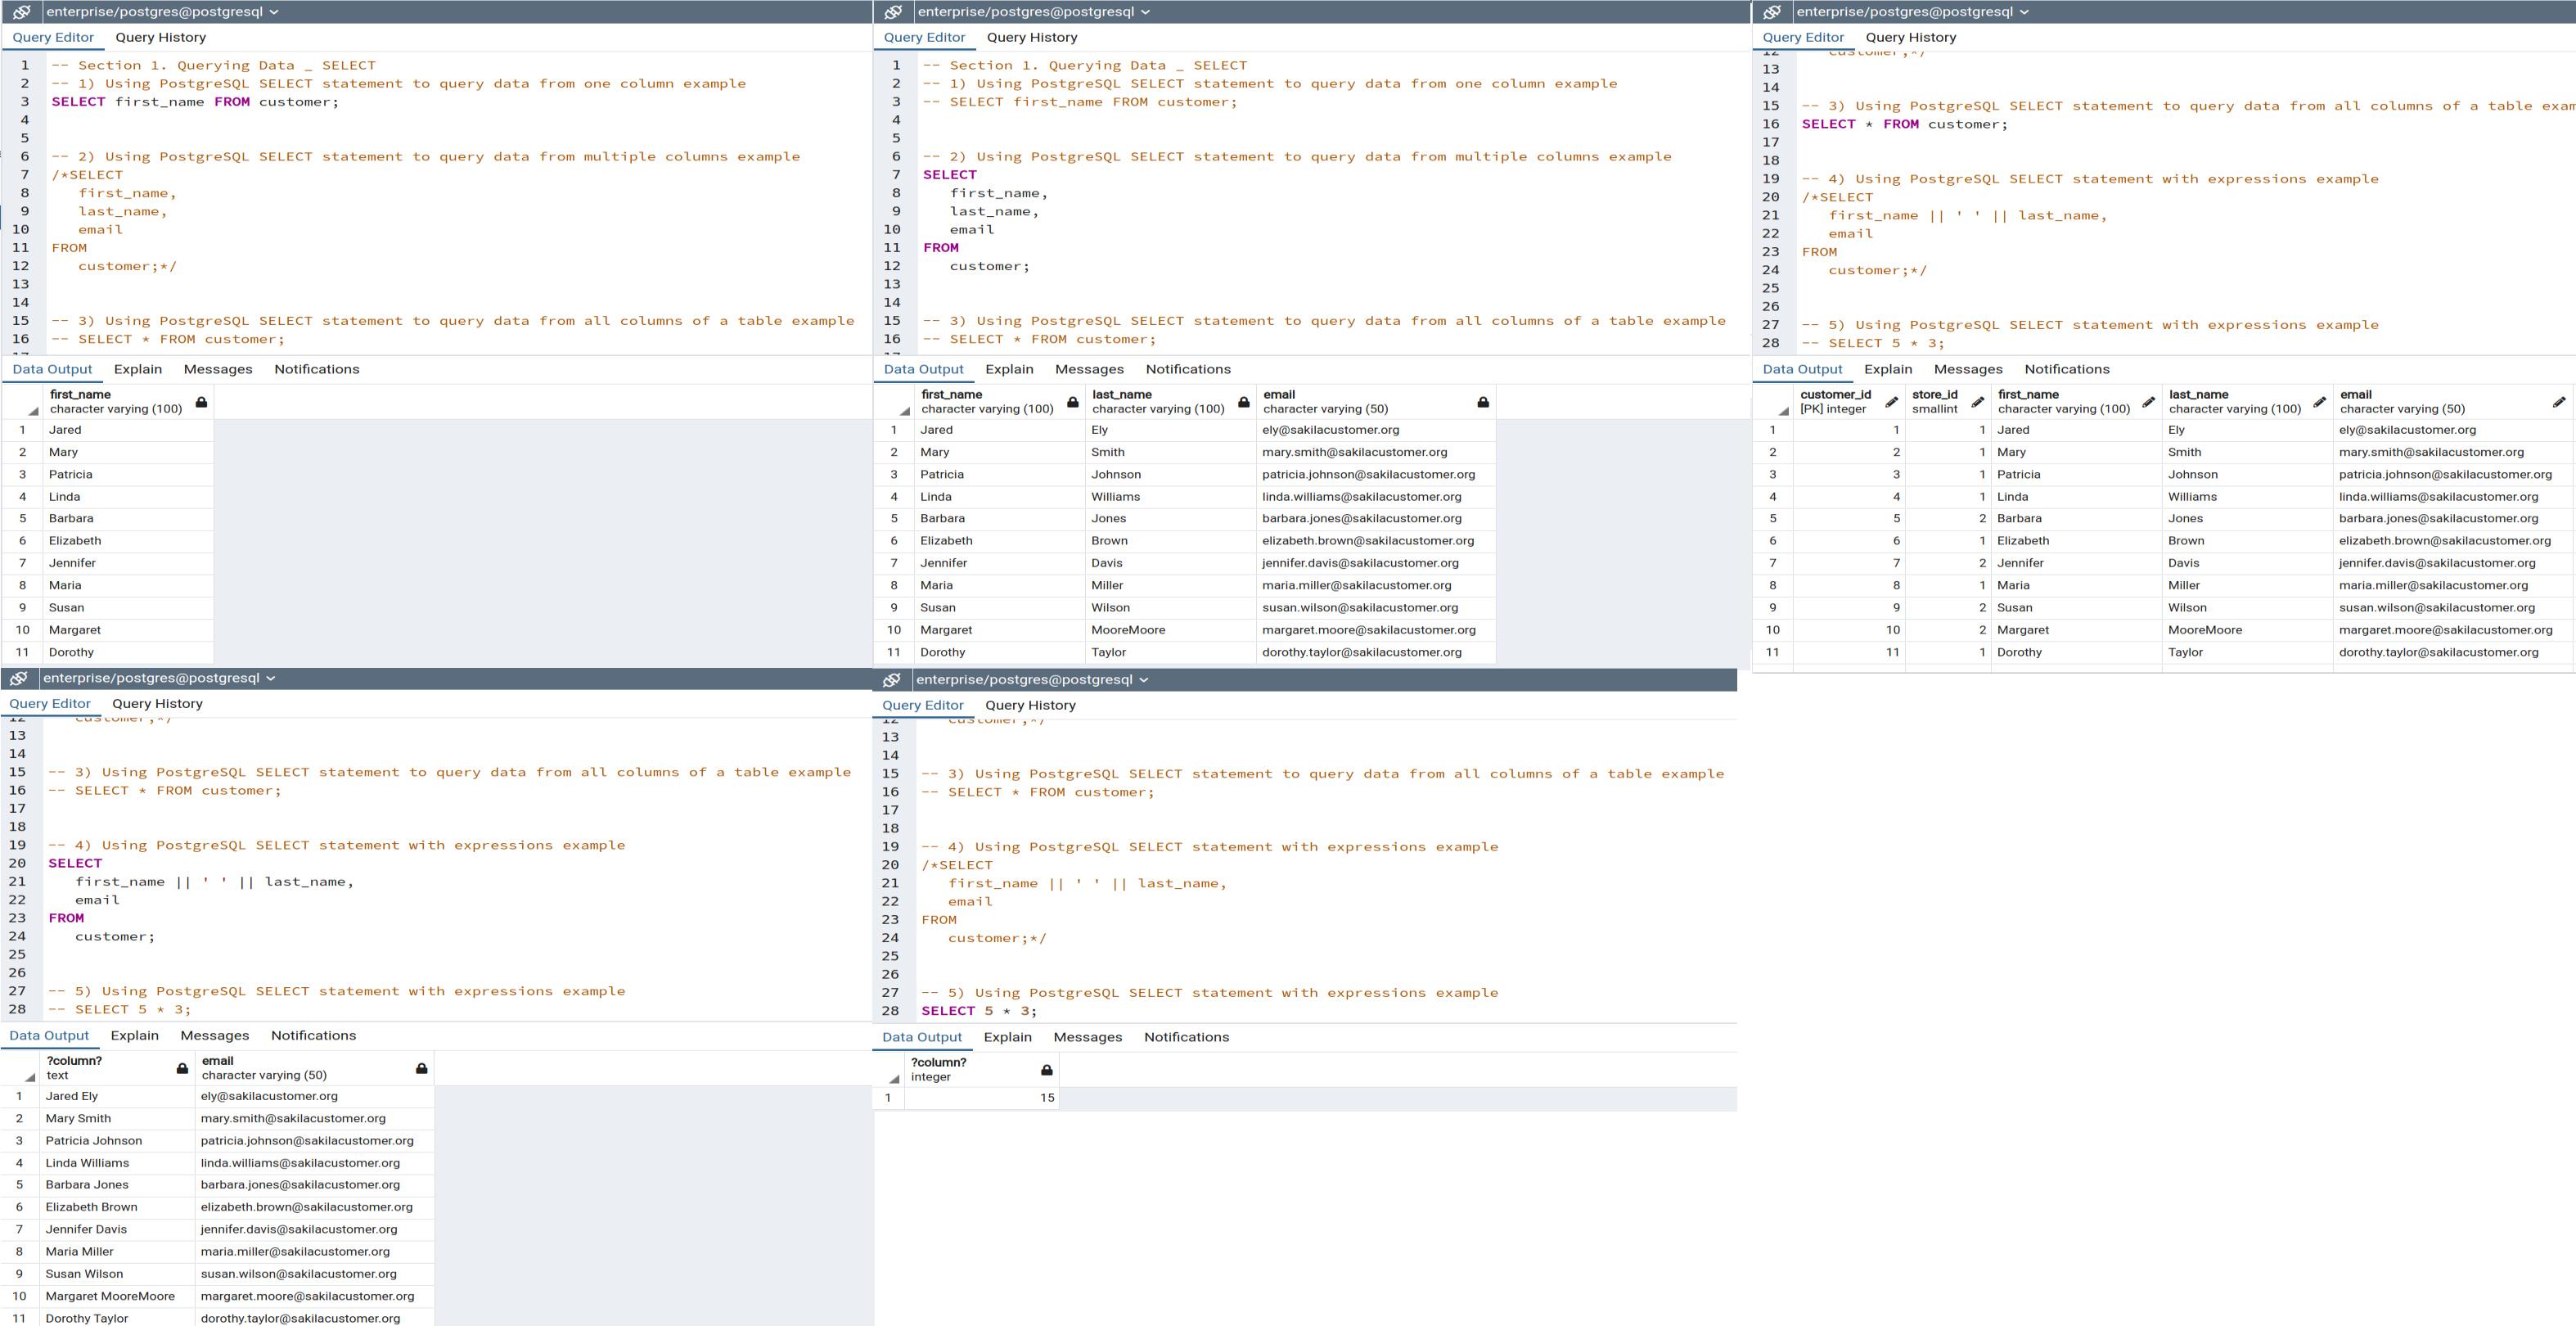 enterprise/postgres@postgresql
Query Editor Query History
1 -- Section 1. Querying Data _ SELECT
2 -- 1) Using PostgreSQL SELECT statement to query data from one column example
3 SELECT first_name FROM customer;
4
5
6 -- 2) Using PostgreSQL SELECT statement to query data from multiple columns example
7 /*SELECT
8 first_name,
9 last_name,
10 email
11 FROM
12 customer;*/
13
14
15 -- 3) Using PostgreSQL SELECT statement to query data from all columns of a table example
16 -- SELECT * FROM customer;
17
Data Output Explain Messages Notifications
first_name
character varying (100)
1 Jared
2 Mary
3 Patricia
4 Linda
5 Barbara
6 Elizabeth
7 Jennifer
8 Maria
9 Susan
10 Margaret
11 Dorothy
enterprise/postgres@postgresql
Query Editor Query History
1 -- Section 1. Querying Data _ SELECT
2 -- 1) Using PostgreSQL SELECT statement to query data from one column example
3 -- SELECT first_name FROM customer;
4
5
6 -- 2) Using PostgreSQL SELECT statement to query data from multiple columns example
7 SELECT
8 first_name,
9 last_name,
10 email
11 FROM
12 customer;
13
14
15 -- 3) Using PostgreSQL SELECT statement to query data from all columns of a table example
16 -- SELECT * FROM customer;
17
Data Output Explain Messages Notifications
first_name last_name email
character varying (100) character varying (100) character varying (50)
1 Jared Ely ely@sakilacustomer.org
2 Mary Smith mary.smith@sakilacustomer.org
3 Patricia Johnson patricia.johnson@sakilacustomer.org
4 Linda Williams linda.williams@sakilacustomer.org
5 Barbara Jones barbara.jones@sakilacustomer.org
6 Elizabeth Brown elizabeth.brown@sakilacustomer.org
7 Jennifer Davis jennifer.davis@sakilacustomer.org
8 Maria Miller maria.miller@sakilacustomer.org
9 Susan Wilson susan.wilson@sakilacustomer.org
10 Margaret MooreMoore margaret.moore@sakilacustomer.org
11 Dorothy Taylor dorothy.taylor@sakilacustomer.org
enterprise/postgres@postgresql
Query Editor Query History
12 customer;*/
13
14
15 -- 3) Using PostgreSQL SELECT statement to query data from all columns of a table exam
16 SELECT * FROM customer;
17
18
19 -- 4) Using PostgreSQL SELECT statement with expressions example
20 /*SELECT
21 first_name || ' ' || last_name,
22 email
23 FROM
24 customer;*/
25
26
27 -- 5) Using PostgreSQL SELECT statement with expressions example
28 -- SELECT 5 * 3;
Data Output Explain Messages Notifications
customer_id store_id first_name last_name email
[PK] integer smallint character varying (100) character varying (100) character varying (50)
1 1 1 Jared Ely ely@sakilacustomer.org
2 2 1 Mary Smith mary.smith@sakilacustomer.org
3 3 1 Patricia Johnson patricia.johnson@sakilacustomer.org
4 4 1 Linda Williams linda.williams@sakilacustomer.org
5 5 2 Barbara Jones barbara.jones@sakilacustomer.org
6 6 1 Elizabeth Brown elizabeth.brown@sakilacustomer.org
7 7 2 Jennifer Davis jennifer.davis@sakilacustomer.org
8 8 1 Maria Miller maria.miller@sakilacustomer.org
9 9 2 Susan Wilson susan.wilson@sakilacustomer.org
10 10 2 Margaret MooreMoore margaret.moore@sakilacustomer.org
11 11 1 Dorothy Taylor dorothy.taylor@sakilacustomer.org
enterprise/postgres@postgresql
Query Editor Query History
12 customer;*/
13
14
15 -- 3) Using PostgreSQL SELECT statement to query data from all columns of a table example
16 -- SELECT * FROM customer;
17
18
19 -- 4) Using PostgreSQL SELECT statement with expressions example
20 SELECT
21 first_name || ' ' || last_name,
22 email
23 FROM
24 customer;
25
26
27 -- 5) Using PostgreSQL SELECT statement with expressions example
28 -- SELECT 5 * 3;
Data Output Explain Messages Notifications
?column? email
text character varying (50)
1 Jared Ely ely@sakilacustomer.org
2 Mary Smith mary.smith@sakilacustomer.org
3 Patricia Johnson patricia.johnson@sakilacustomer.org
4 Linda Williams linda.williams@sakilacustomer.org
5 Barbara Jones barbara.jones@sakilacustomer.org
6 Elizabeth Brown elizabeth.brown@sakilacustomer.org
7 Jennifer Davis jennifer.davis@sakilacustomer.org
8 Maria Miller maria.miller@sakilacustomer.org
9 Susan Wilson susan.wilson@sakilacustomer.org
10 Margaret MooreMoore margaret.moore@sakilacustomer.org
11 Dorothy Taylor dorothy.taylor@sakilacustomer.org
enterprise/postgres@postgresql
Query Editor Query History
12 customer;*/
13
14
15 -- 3) Using PostgreSQL SELECT statement to query data from all columns of a table example
16 -- SELECT * FROM customer;
17
18
19 -- 4) Using PostgreSQL SELECT statement with expressions example
20 /*SELECT
21 first_name || ' ' || last_name,
22 email
23 FROM
24 customer;*/
25
26
27 -- 5) Using PostgreSQL SELECT statement with expressions example
28 SELECT 5 * 3;
Data Output Explain Messages Notifications
?column?
integer
1 15